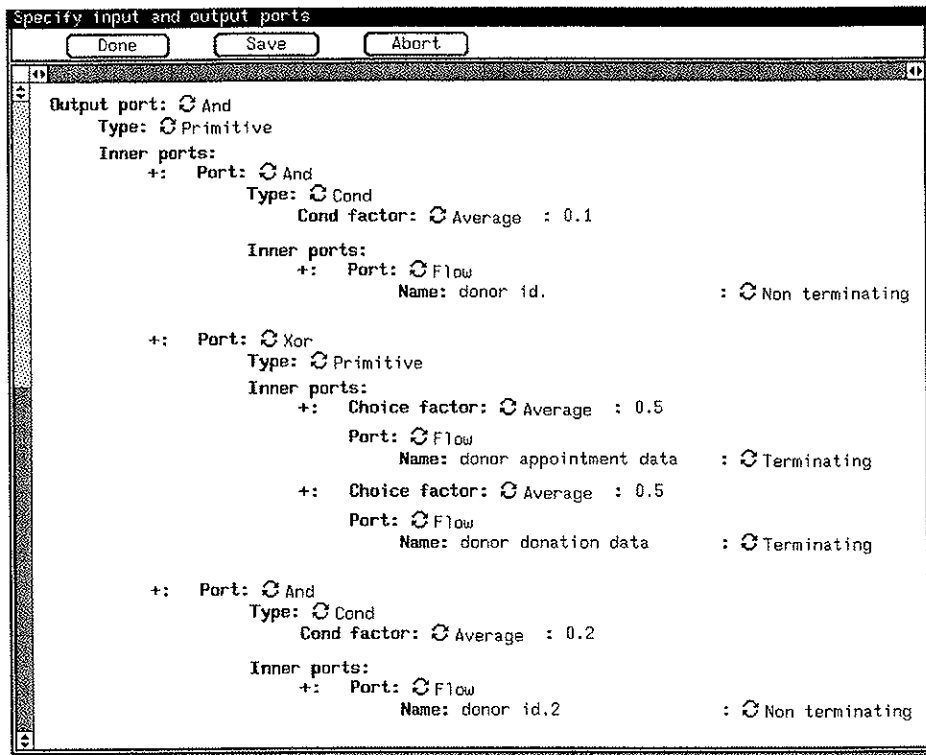 Specify input and output ports
Done Save Abort
Output port: And
Type: Primitive
Inner ports:
+: Port: And
Type: Cond
Cond factor: Average : 0.1
Inner ports:
+: Port: Flow
Name: donor id. : Non terminating
+: Port: Xor
Type: Primitive
Inner ports:
+: Choice factor: Average : 0.5
Port: Flow
Name: donor appointment data : Terminating
+: Choice factor: Average : 0.5
Port: Flow
Name: donor donation data : Terminating
+: Port: And
Type: Cond
Cond factor: Average : 0.2
Inner ports:
+: Port: Flow
Name: donor id.2 : Non terminating